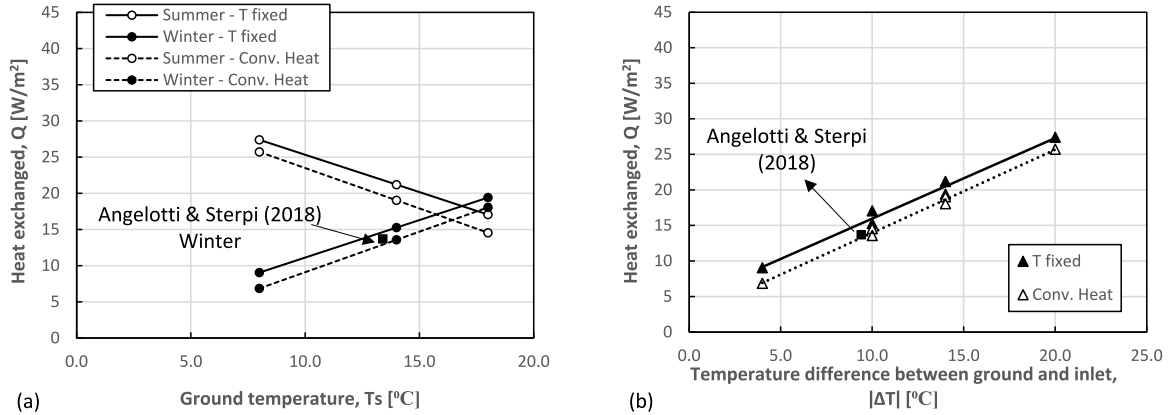 Summer - T fixed
Winter - T fixed
Summer - Conv. Heat
Winter - Conv. Heat
45
40
35
30
25
20
15
10
5
0
Heat exchanged, Q [W/m²]
Angelotti & Sterpi (2018)
Winter
0.0 5.0 10.0 15.0 20.0
Ground temperature, Ts [⁰C]
(a)
45
40
35
30
25
20
15
10
5
0
Heat exchanged, Q [W/m²]
Angelotti & Sterpi
(2018)
T fixed
Conv. Heat
0.0 5.0 10.0 15.0 20.0 25.0
Temperature difference between ground and inlet,
|ΔT| [⁰C]
(b)